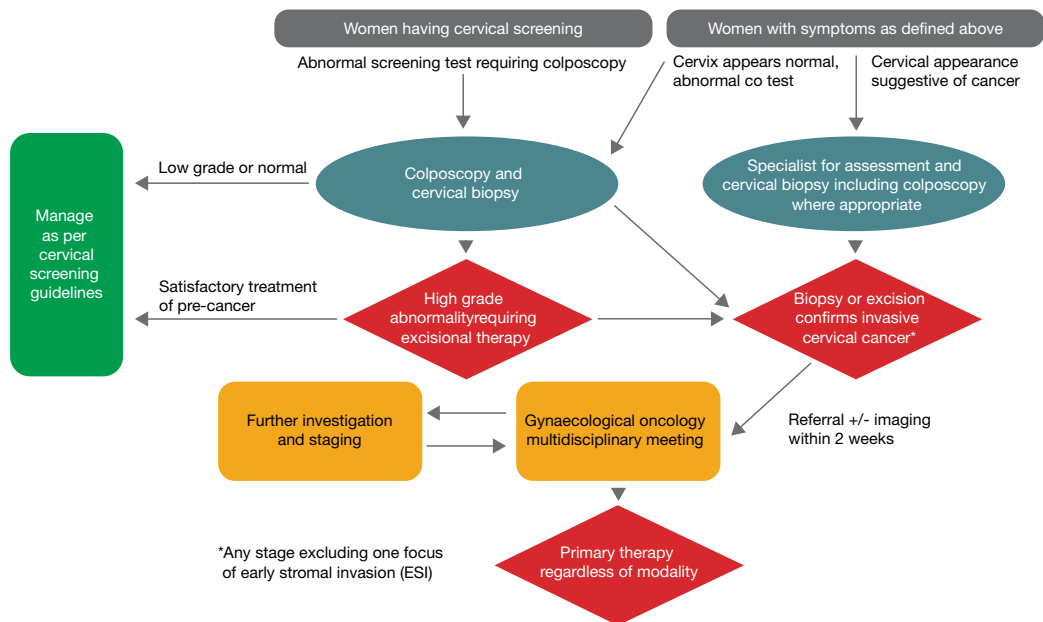 Women having cervical screening
Women with symptoms as defined above
Abnormal screening test requiring colposcopy
Cervix appears normal,
abnormal co test
Cervical appearance
suggestive of cancer
Low grade or normal
Colposcopy and
cervical biopsy
Specialist for assessment and
cervical biopsy including colposcopy
where appropriate
Manage
as per
cervical
screening
guidelines
Satisfactory treatment
of pre-cancer
High grade
abnormalityrequiring
excisional therapy
Biopsy or excision
confirms invasive
cervical cancer*
Further investigation
and staging
Gynaecological oncology
multidisciplinary meeting
Referral +/- imaging
within 2 weeks
*Any stage excluding one focus
of early stromal invasion (ESI)
Primary therapy
regardless of modality